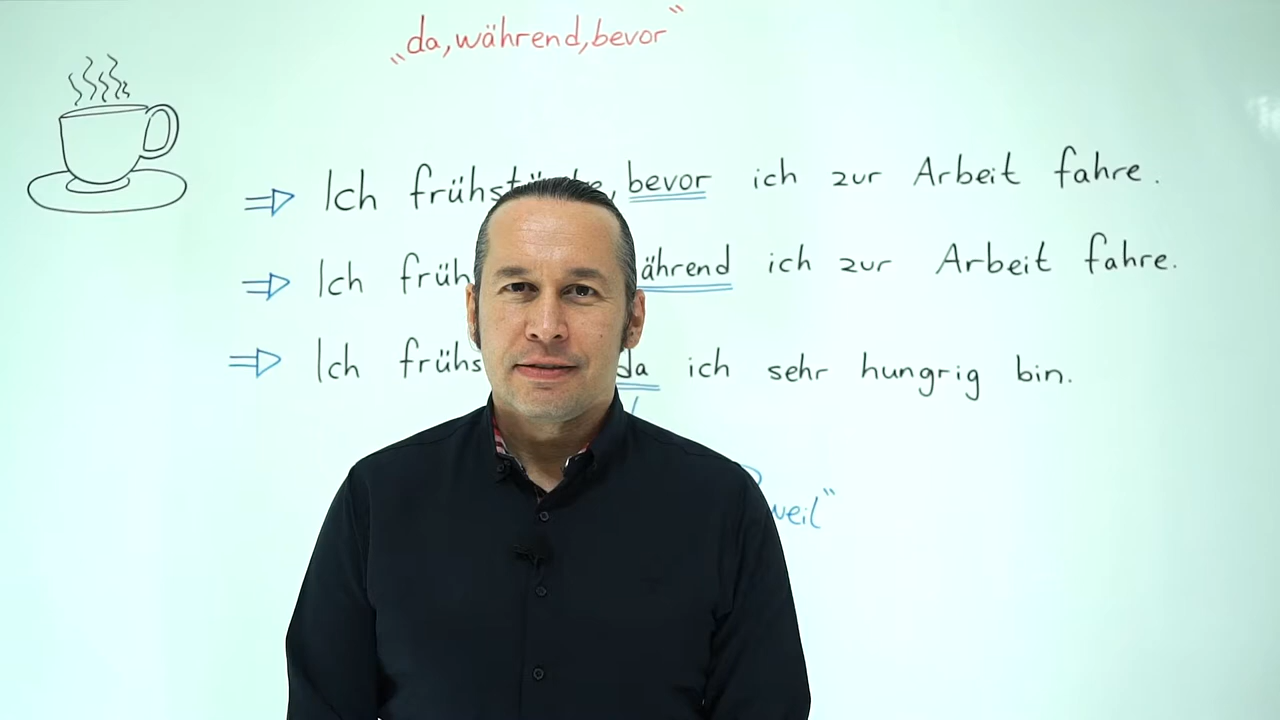 „da, während, bevor"
⇒ Ich frühstücke, bevor ich zur Arbeit fahre.
⇒ Ich früh ährend ich zur Arbeit fahre.
⇒ Ich frühs da ich sehr hungrig bin.
weil"